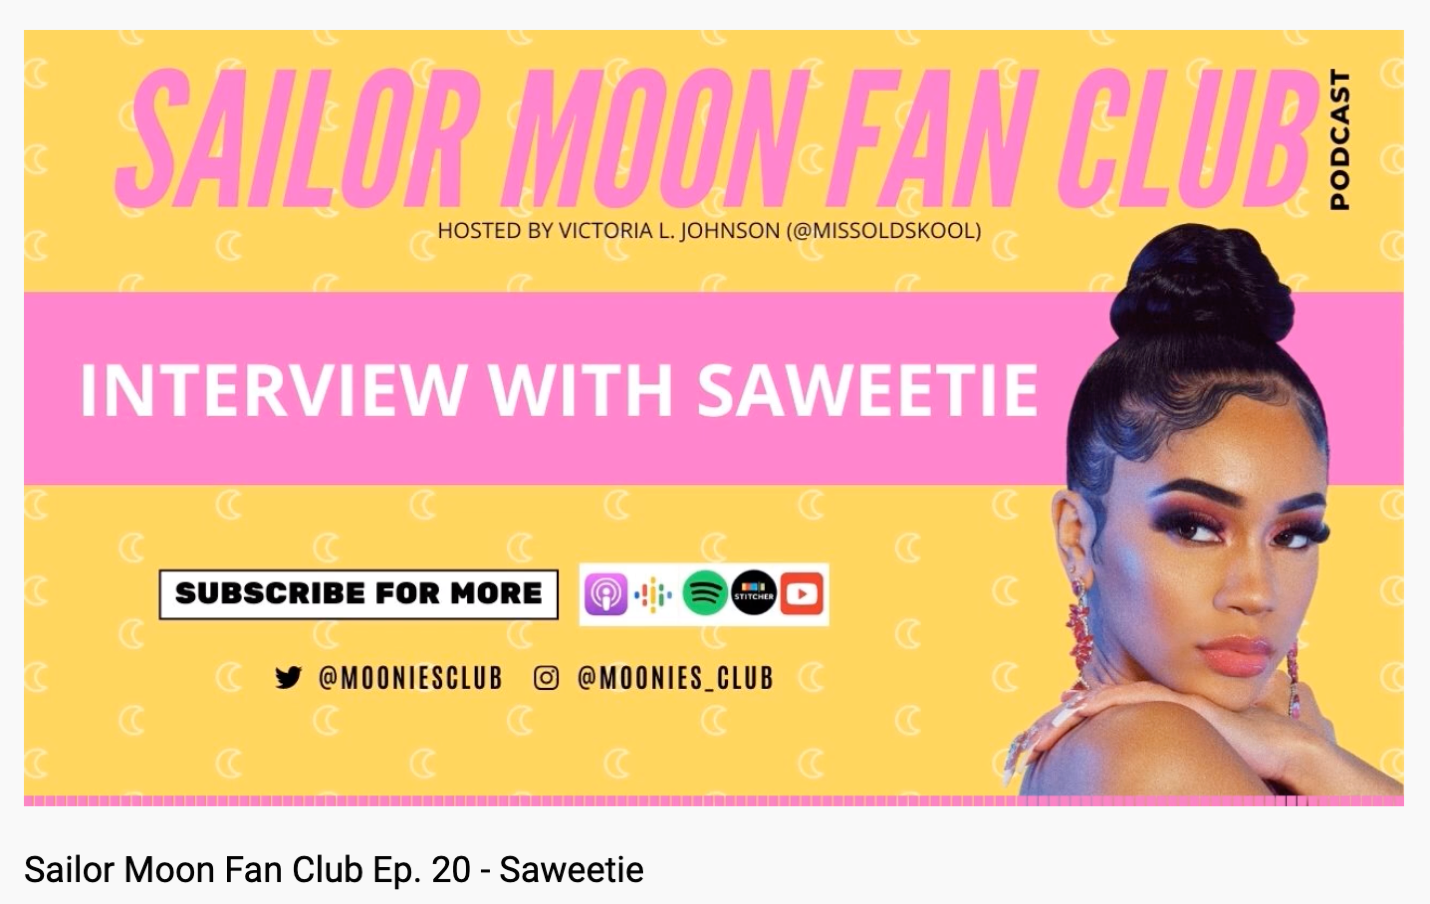 SAILOR MOON FAN CLUB
PODCAST
HOSTED BY VICTORIA L. JOHNSON (@MISSOLDSKOOL)
INTERVIEW WITH SAWEETIE
SUBSCRIBE FOR MORE
STITCHER
@MOONIESCLUB @MOONIES_CLUB
Sailor Moon Fan Club Ep. 20 - Saweetie